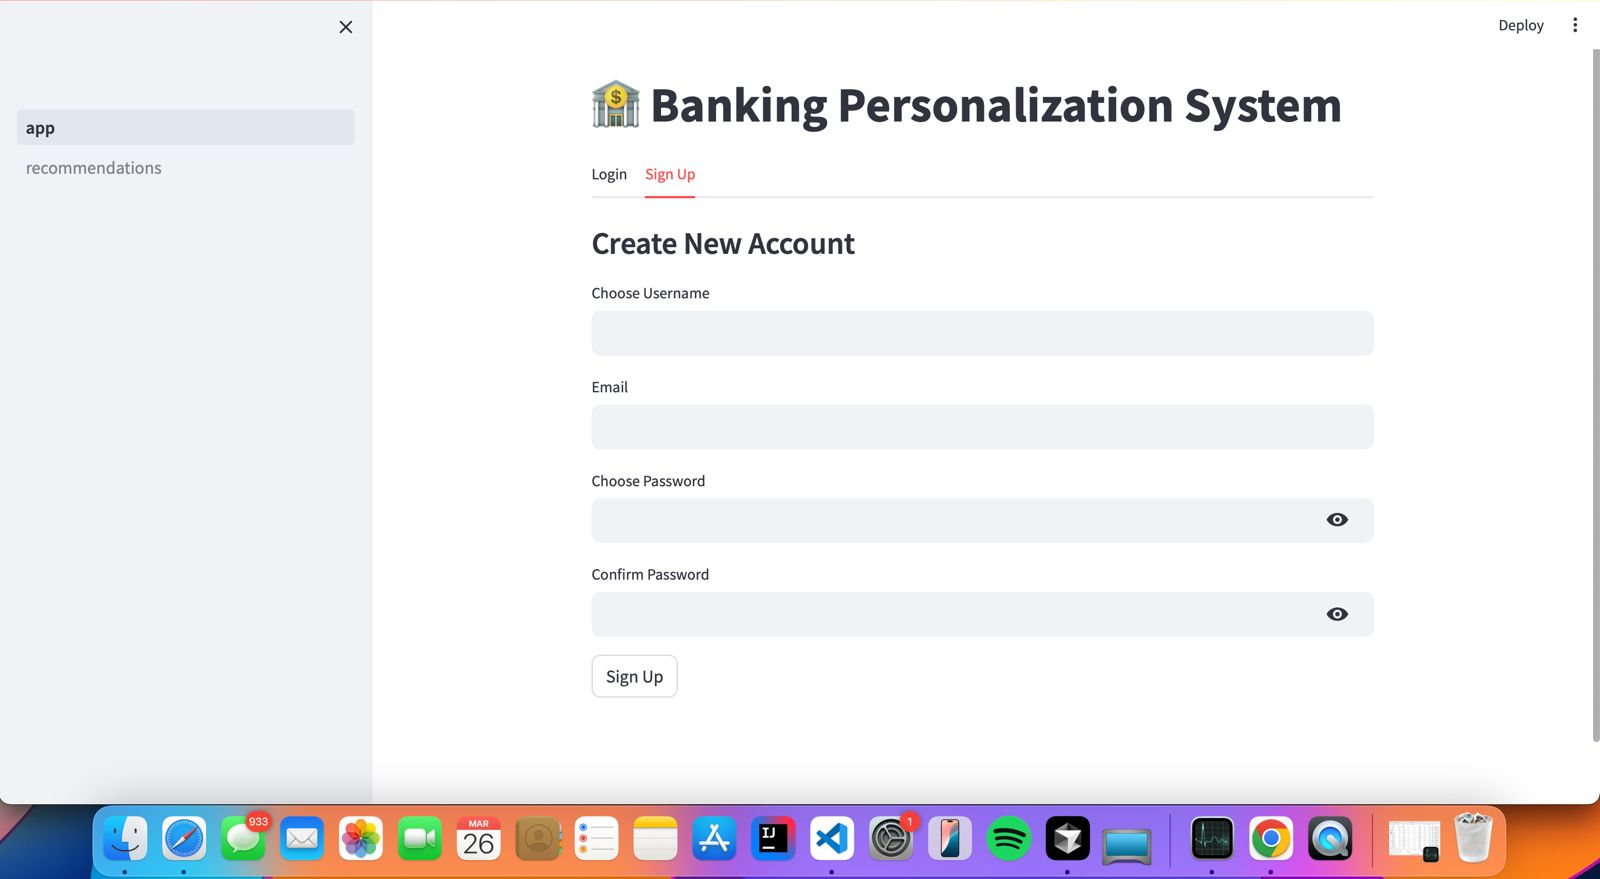 Deploy
app
recommendations
Banking Personalization System
Login Sign Up
Create New Account
Choose Username
Email
Choose Password
Confirm Password
Sign Up
933
MAR
26
IJ
1